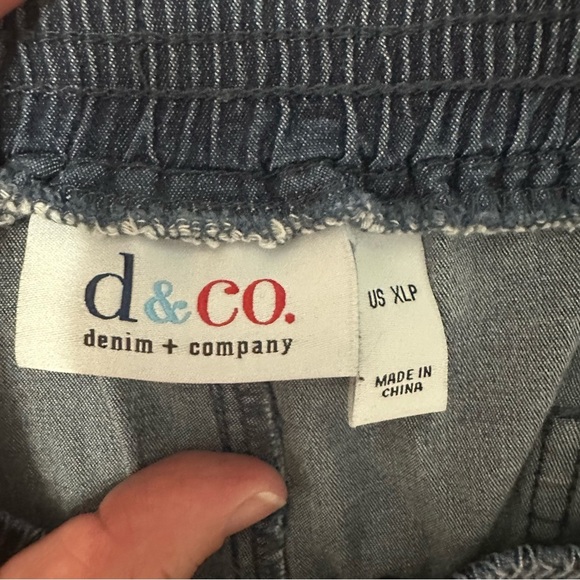 d&co.
denim + company
US XLP
MADE IN
CHINA